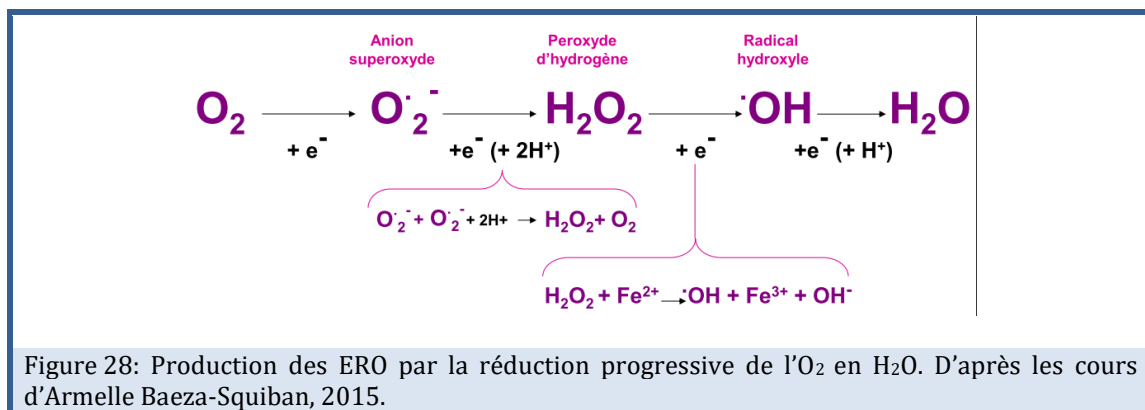 Anion superoxyde
Peroxyde d'hydrogène
Radical hydroxyle
O₂ → O˙₂⁻ → H₂O₂ → ˙OH → H₂O
+ e⁻ +e⁻ (+ 2H⁺) + e⁻ +e⁻ (+ H⁺)
O˙₂⁻ + O˙₂⁻ + 2H+ → H₂O₂ + O₂
H₂O₂ + Fe²⁺ → ˙OH + Fe³⁺ + OH⁻
Figure 28: Production des ERO par la réduction progressive de l'O₂ en H₂O. D'après les cours
d'Armelle Baeza-Squiban, 2015.